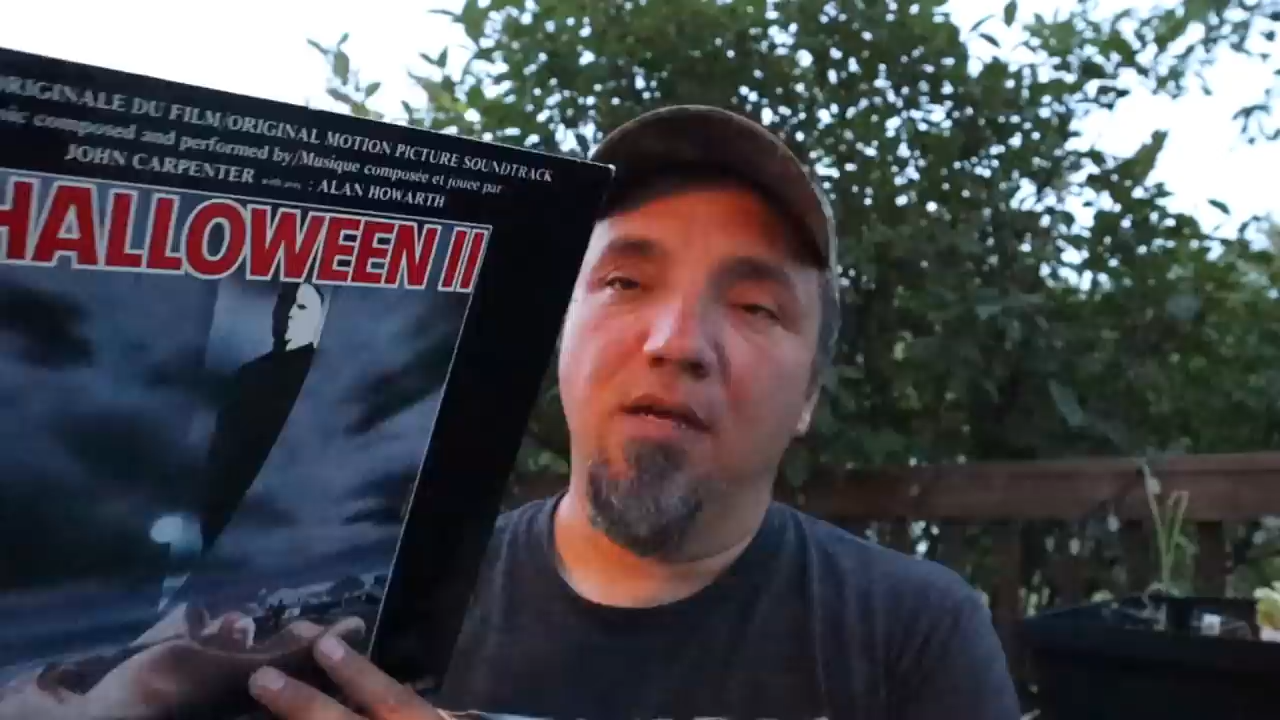 ORIGINALE DU FILM/ORIGINAL MOTION PICTURE SOUNDTRACK
composed and performed by/Musique composée et jouée par
JOHN CARPENTER : ALAN HOWARTH
HALLOWEEN II